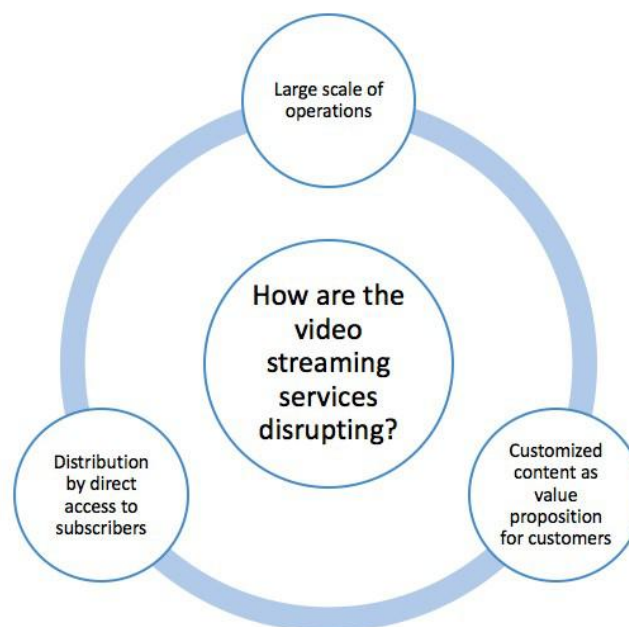 Large scale of
operations
How are the
video
streaming
services
disrupting?
Distribution
by direct
access to
subscribers
Customized
content as
value
proposition
for customers